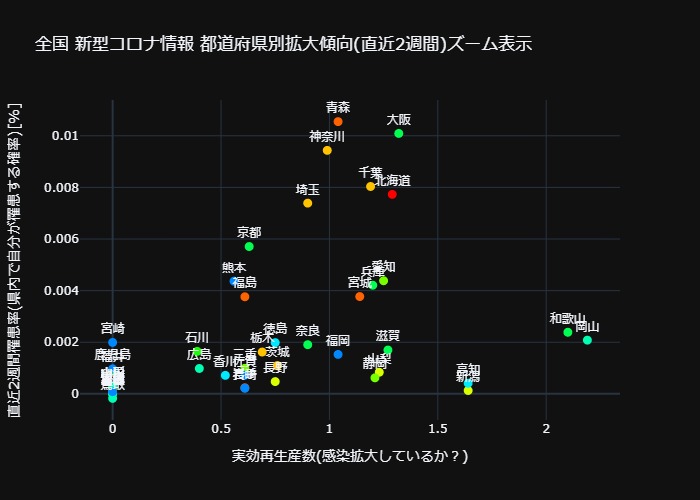 全国 新型コロナ情報 都道府県別拡大傾向(直近2週間)ズーム表示
直近2週間罹患率(県内で自分が罹患する確率)[%]
0.01
0.008
0.006
0.004
0.002
0
青森
大阪
神奈川
千葉
北海道
埼玉
京都
熊本
福島
愛知
兵庫
宮城
和歌山
岡山
宮崎
石川
徳島
栃木
奈良
福岡
滋賀
鹿児島
広島
香川
三重
佐賀
茨城
長野
山梨
静岡
高知
新潟
0
0.5
1
1.5
2
実効再生産数(感染拡大しているか？)